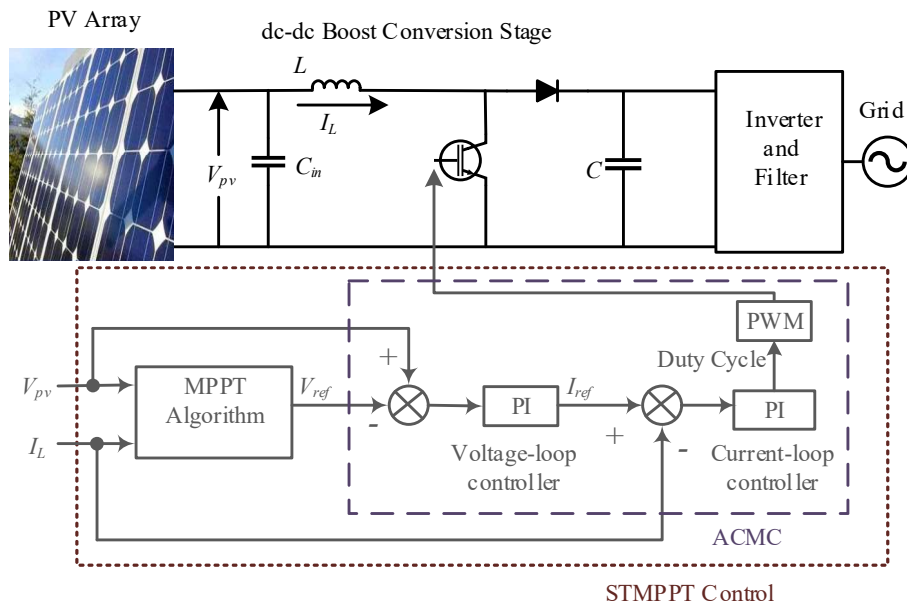 PV Array
dc-dc Boost Conversion Stage
L
I_L
V_pv
C_in
C
Inverter
and
Filter
Grid
PWM
Duty Cycle
+
V_pv
MPPT
Algorithm
V_ref
-
PI
I_ref
+
-
PI
I_L
Voltage-loop
controller
Current-loop
controller
ACMC
STMPPT Control